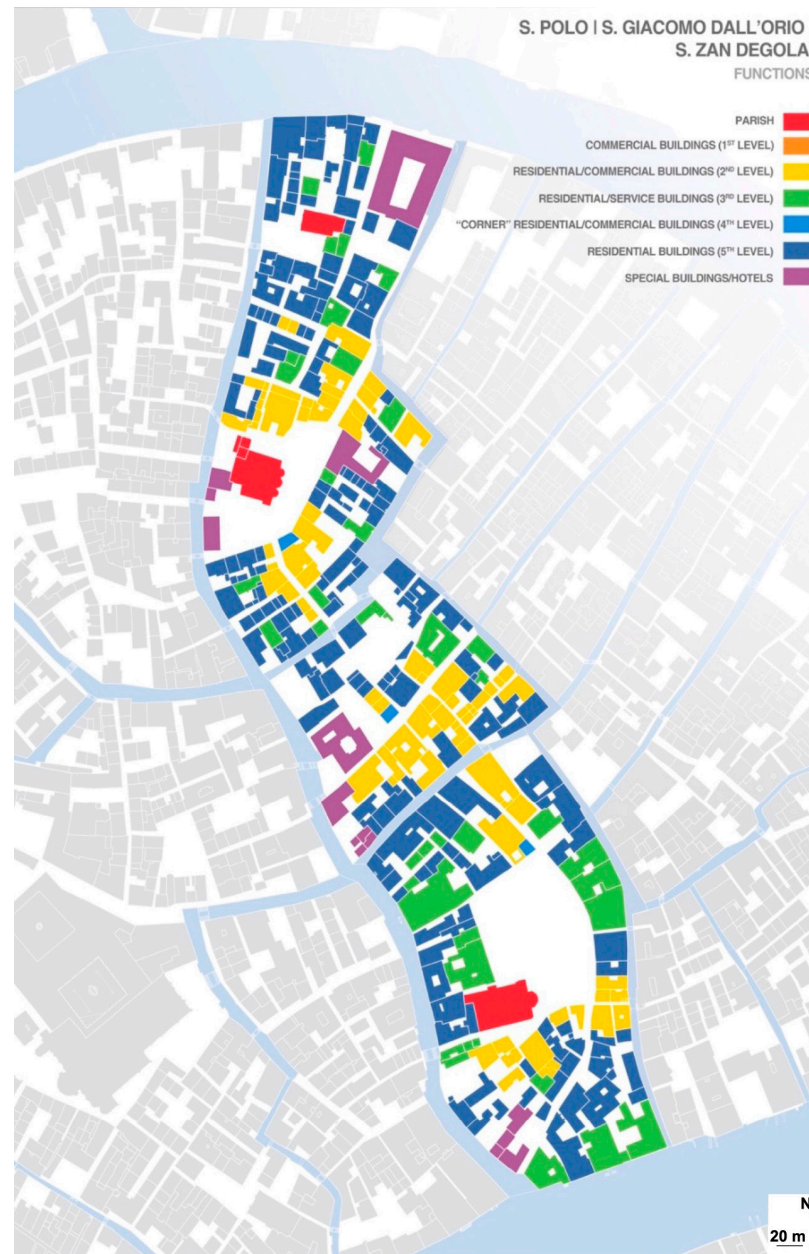 S. POLO | S. GIACOMO DALL'ORIO
S. ZAN DEGOLA
FUNCTIONS
PARISH
COMMERCIAL BUILDINGS (1ST LEVEL)
RESIDENTIAL/COMMERCIAL BUILDINGS (2ND LEVEL)
RESIDENTIAL/SERVICE BUILDINGS (3RD LEVEL)
"CORNER" RESIDENTIAL/COMMERCIAL BUILDINGS (4TH LEVEL)
RESIDENTIAL BUILDINGS (5TH LEVEL)
SPECIAL BUILDINGS/HOTELS
N
20 m